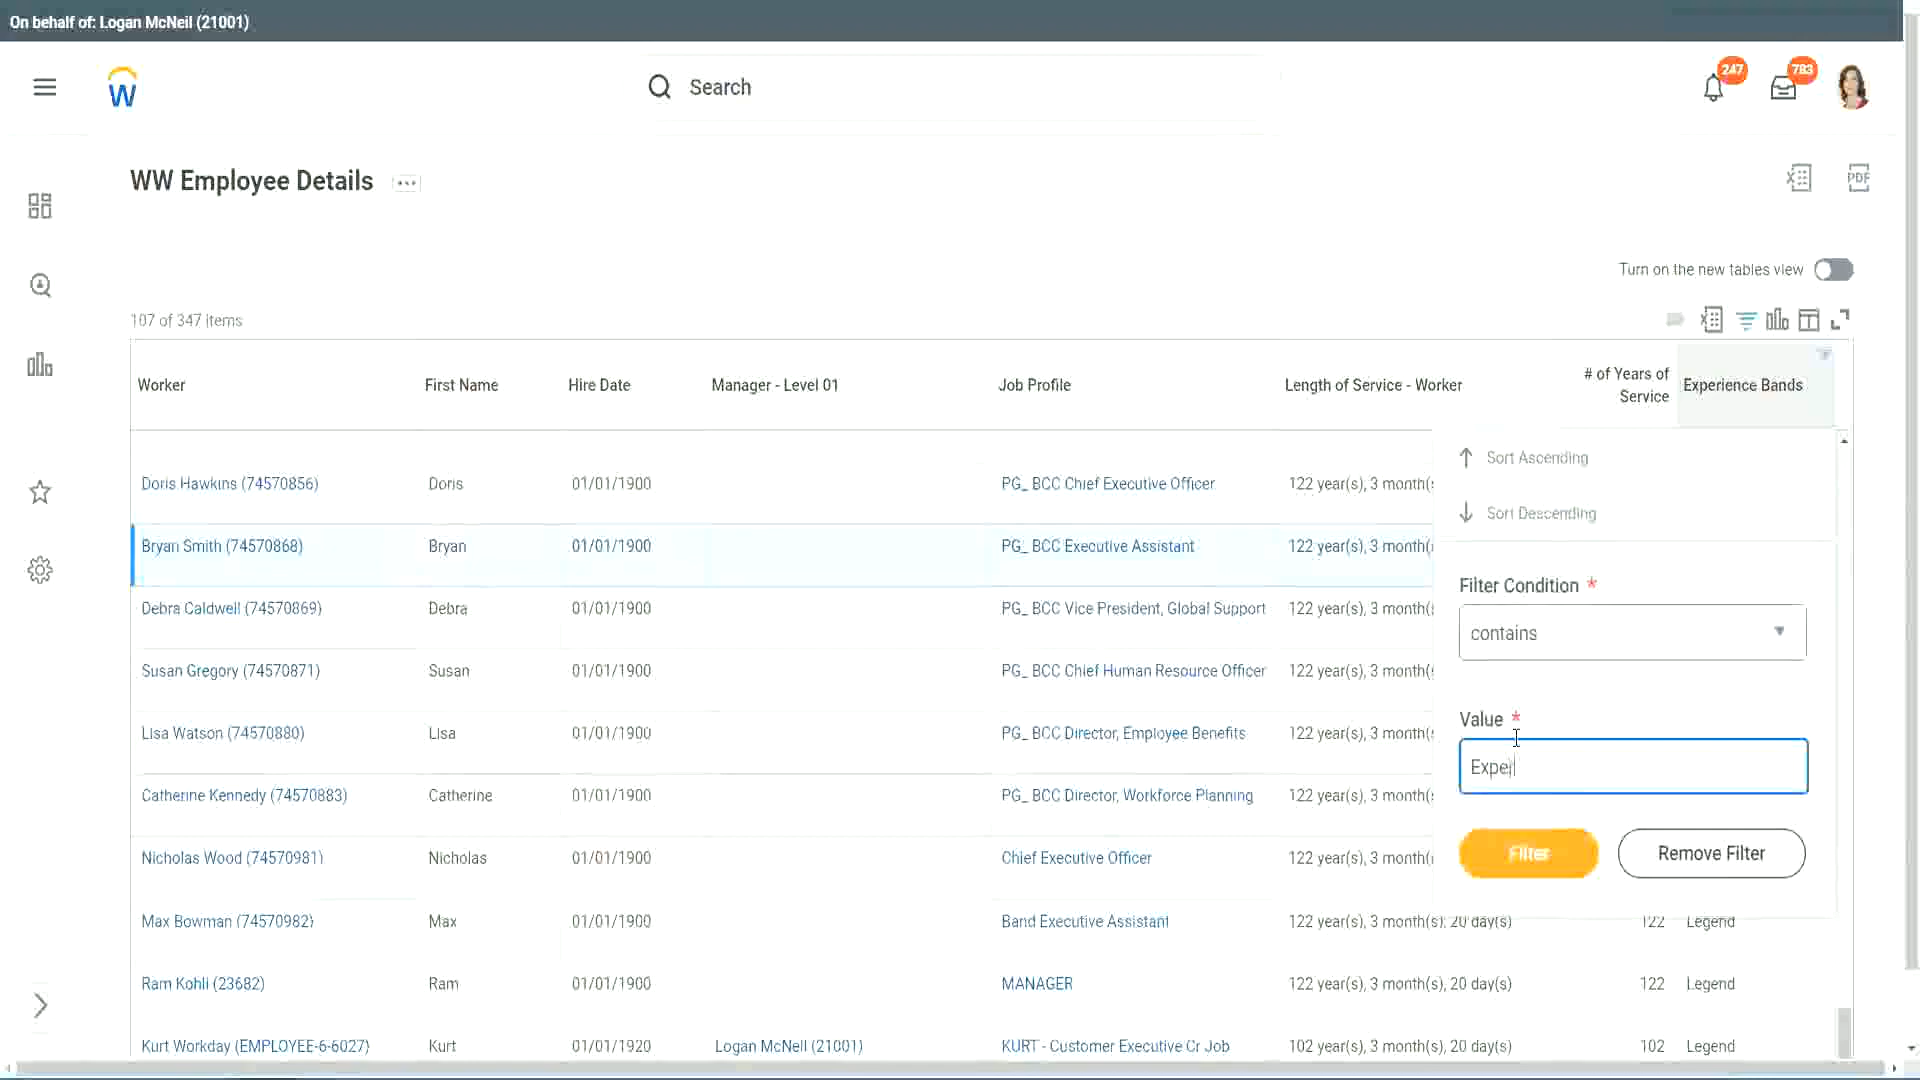 On behalf of: Logan McNeil (21001)
W
Search
247
783
WW Employee Details
PDF
Turn on the new tables view
107 of 347 items
Worker
First Name
Hire Date
Manager - Level 01
Job Profile
Length of Service - Worker
# of Years of
Service
Experience Bands
Sort Ascending
Doris Hawkins (74570856)
Doris
01/01/1900
PG_ BCC Chief Executive Officer
122 year(s), 3 month(s
Sort Descending
Bryan Smith (74570868)
Bryan
01/01/1900
PG_ BCC Executive Assistant
122 year(s), 3 month(s
Filter Condition *
Debra Caldwell (74570869)
Debra
01/01/1900
PG_ BCC Vice President, Global Support
122 year(s), 3 month(s
contains
Susan Gregory (74570871)
Susan
01/01/1900
PG_ BCC Chief Human Resource Officer
122 year(s), 3 month(s
Value *
Lisa Watson (74570880)
Lisa
01/01/1900
PG_ BCC Director, Employee Benefits
122 year(s), 3 month(s
Exper
Catherine Kennedy (74570883)
Catherine
01/01/1900
PG_ BCC Director, Workforce Planning
122 year(s), 3 month(s
Filter
Remove Filter
Nicholas Wood (74570981)
Nicholas
01/01/1900
Chief Executive Officer
122 year(s), 3 month(s
Max Bowman (74570982)
Max
01/01/1900
Band Executive Assistant
122 year(s), 3 month(s), 20 day(s)
122
Legend
Ram Kohli (23682)
Ram
01/01/1900
MANAGER
122 year(s), 3 month(s), 20 day(s)
122
Legend
Kurt Workday (EMPLOYEE-6-6027)
Kurt
01/01/1920
Logan McNeil (21001)
KURT - Customer Executive Cr Job
102 year(s), 3 month(s), 20 day(s)
102
Legend